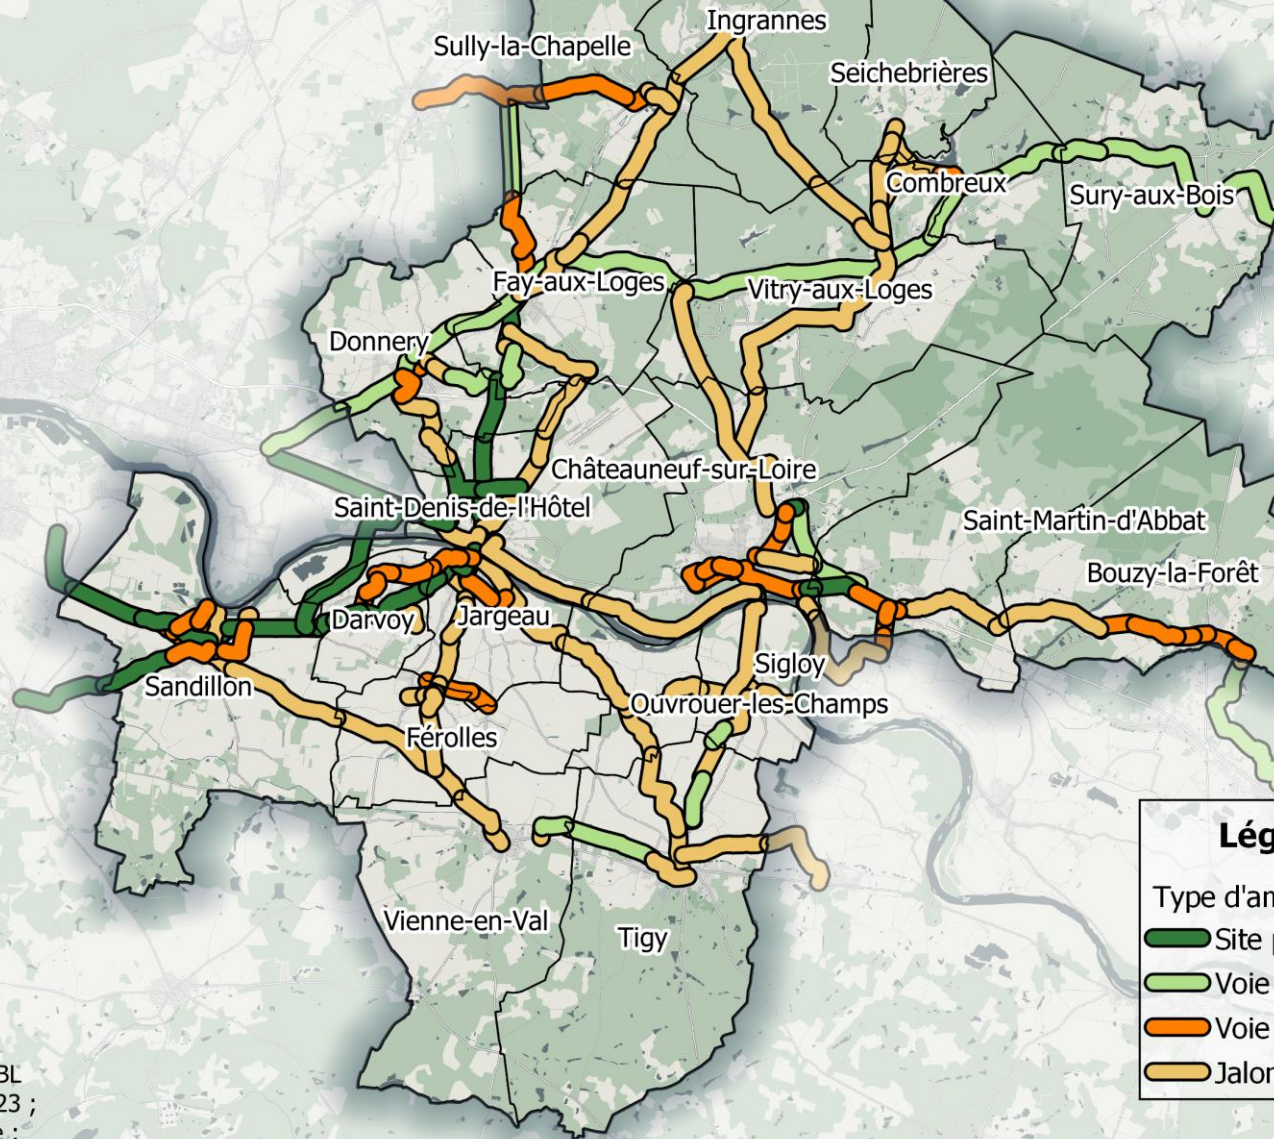 Ingrannes
Sully-la-Chapelle
Seichebrières
Combreux
Sury-aux-Bois
Fay-aux-Loges
Vitry-aux-Loges
Donnery
Châteauneuf-sur-Loire
Saint-Denis-de-l'Hôtel
Saint-Martin-d'Abbat
Bouzy-la-Forêt
Darvoy
Jargeau
Sigloy
Sandillon
Ouvrouer-les-Champs
Férolles
Vienne-en-Val
Tigy
Lég
Type d'am
Site p
Voie
Voie
Jalon
BL
23 ;
e ;